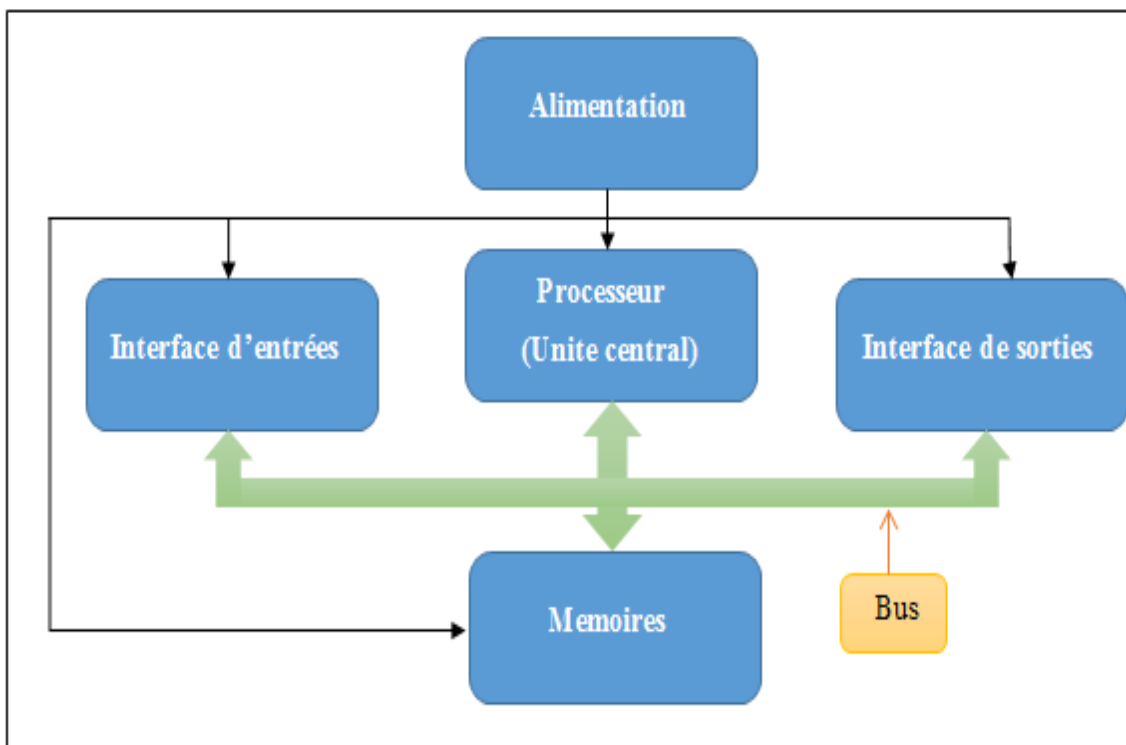 Alimentation
Interface d'entrées
Processeur
(Unite central)
Interface de sorties
Memoires
Bus